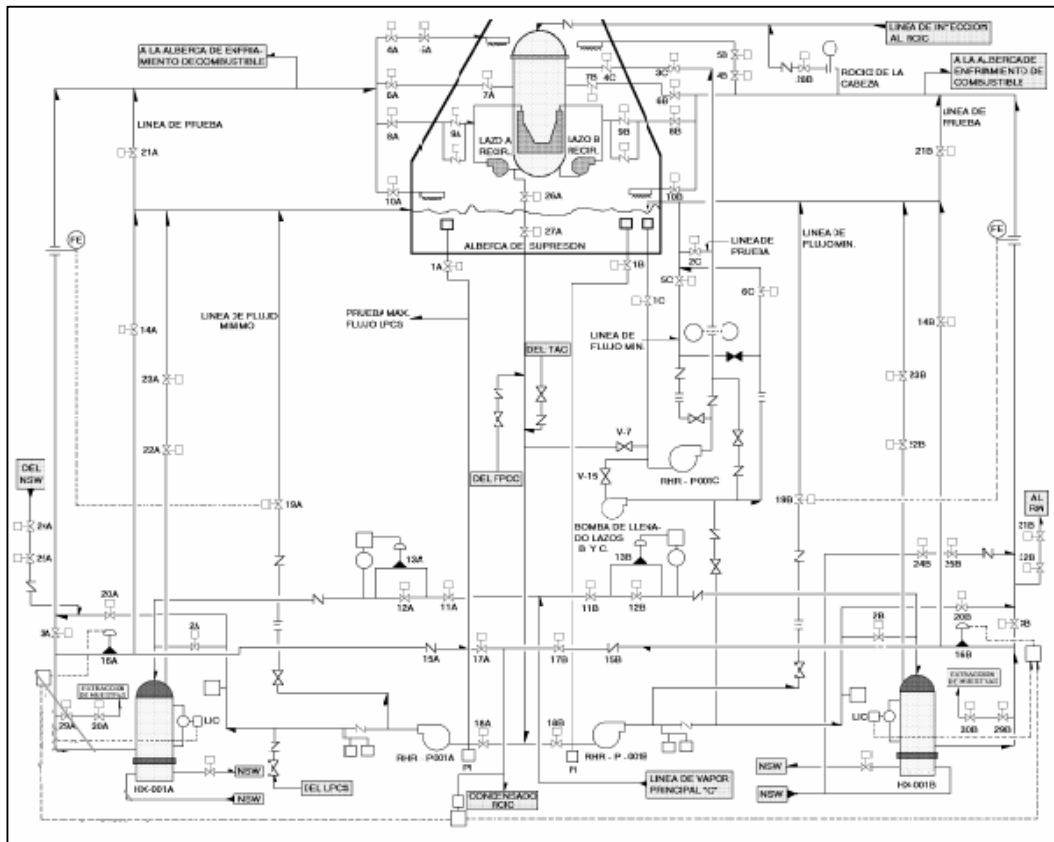 LINEA DE INYECCION
AL RCIC
A LA ALBERCA DE ENFRIA-
MIENTO DE COMBUSTIBLE
4A
5A
5B
4B
3C
4C
7B
6B
28B
ROCIO DE LA
CABEZA
A LA ALBERCA DE
ENFRIAMIENTO DE
COMBUSTIBLE
LINEA DE PRUEBA
6A
7A
8A
9A
LAZO A
RECIR.
LAZO B
RECIR.
9B
8B
LINEA DE
PRUEBA
21A
21B
10A
26A
10B
FE
27A
ALBERCA DE SUPRESION
1A
1B
2C
LINEA DE
PRUEBA
LINEA DE
FLUJO MIN.
FE
5C
6C
1C
LINEA DE FLUJO
MINIMO
PRUEBA MAX.
FLUJO LPCS
LINEA DE
FLUJO MIN.
14A
14B
DEL TAC
23A
23B
22A
22B
V-7
DEL NSW
DEL FPCC
V-15
RHR - P001C
19A
19B
AL
RW
24A
25A
BOMBA DE LLENA-
DO LAZOS
B Y C.
13A
13B
24B
25B
20A
12A
11A
11B
12B
20B
3A
2A
2B
3B
16A
15A
17A
17B
15B
16B
EXTRACCION
DE MUESTRAS
EXTRACCION
29A
30A
LIC
18A
18B
LIC
30B
29B
RHR - P001A
PI
PI
RHR - P -001B
HX-001A
NSW
NSW
DEL LPCS
CONDENSADO
RCIC
LINEA DE VAPOR
PRINCIPAL "C"
NSW
NSW
HX-001B